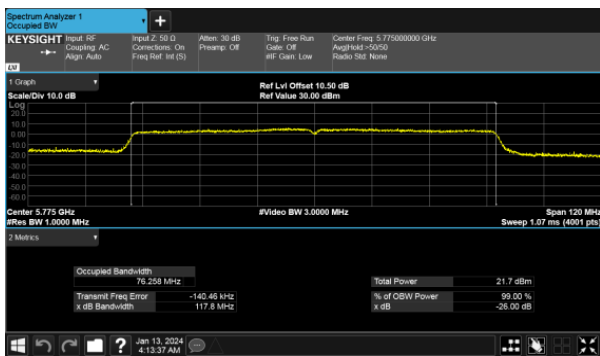 Spectrum Analyzer 1
Occupied BW
+
KEYSIGHT
Input: RF
Coupling: AC
Align: Auto
Input Z: 50 Ω
Corrections: On
Freq Ref: Int (S)
Atten: 30 dB
Preamp: Off
Trig: Free Run
Gate: Off
#IF Gain: Low
Center Freq: 5.775000000 GHz
Avg|Hold:>50/50
Radio Std: None
LXI
1 Graph
Scale/Div 10.0 dB
Ref Lvl Offset 10.50 dB
Ref Value 30.00 dBm
Log
20.0
10.0
0.00
-10.0
-20.0
-30.0
-40.0
-50.0
-60.0
Center 5.775 GHz
#Video BW 3.0000 MHz
Span 120 MHz
#Res BW 1.0000 MHz
Sweep 1.07 ms (4001 pts)
2 Metrics
Occupied Bandwidth
76.258 MHz
Total Power 21.7 dBm
Transmit Freq Error -140.46 kHz
% of OBW Power 99.00 %
x dB Bandwidth 117.8 MHz
x dB -26.00 dB
?
Jan 13, 2024
4:13:37 AM